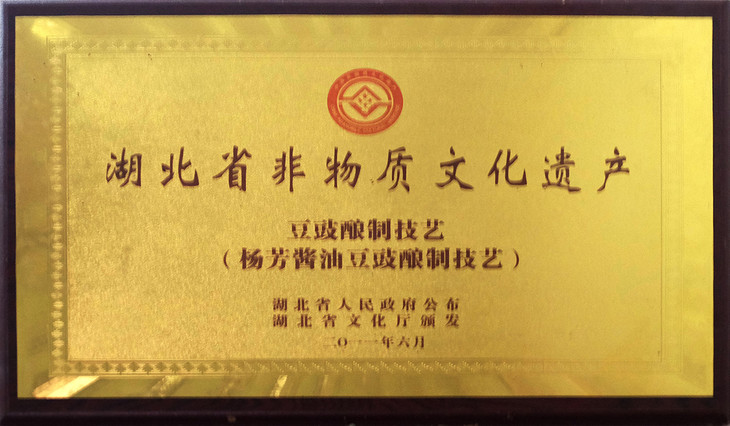 湖北省非物质文化遗产
豆豉酿制技艺
（杨芳酱油豆豉酿制技艺）
湖北省人民政府公布
湖北省文化厅颁发
二〇一一年六月